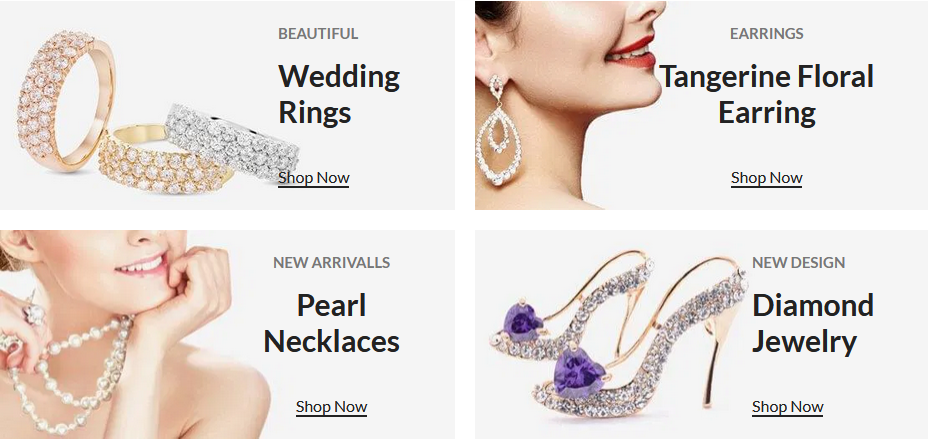 BEAUTIFUL
Wedding
Rings
Shop Now
EARRINGS
Tangerine Floral
Earring
Shop Now
NEW ARRIVALLS
Pearl
Necklaces
Shop Now
NEW DESIGN
Diamond
Jewelry
Shop Now